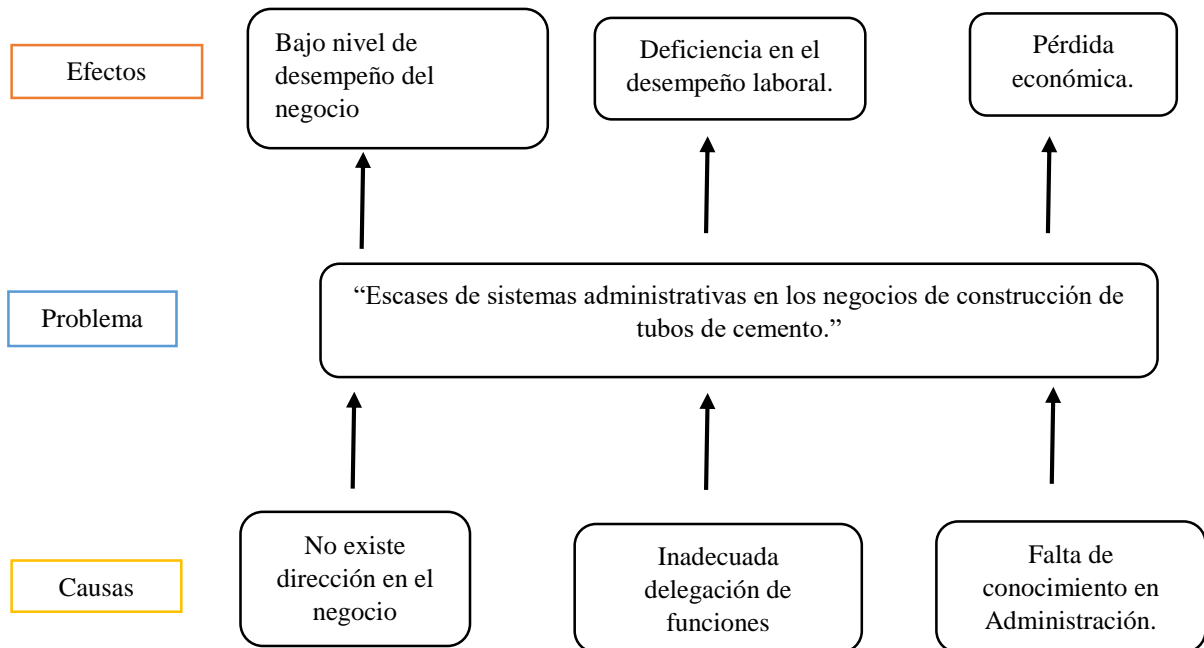 Efectos
Bajo nivel de
desempeño del
negocio
Deficiencia en el
desempeño laboral.
Pérdida
económica.
Problema
“Escases de sistemas administrativas en los negocios de construcción de
tubos de cemento.”
Causas
No existe
dirección en el
negocio
Inadecuada
delegación de
funciones
Falta de
conocimiento en
Administración.